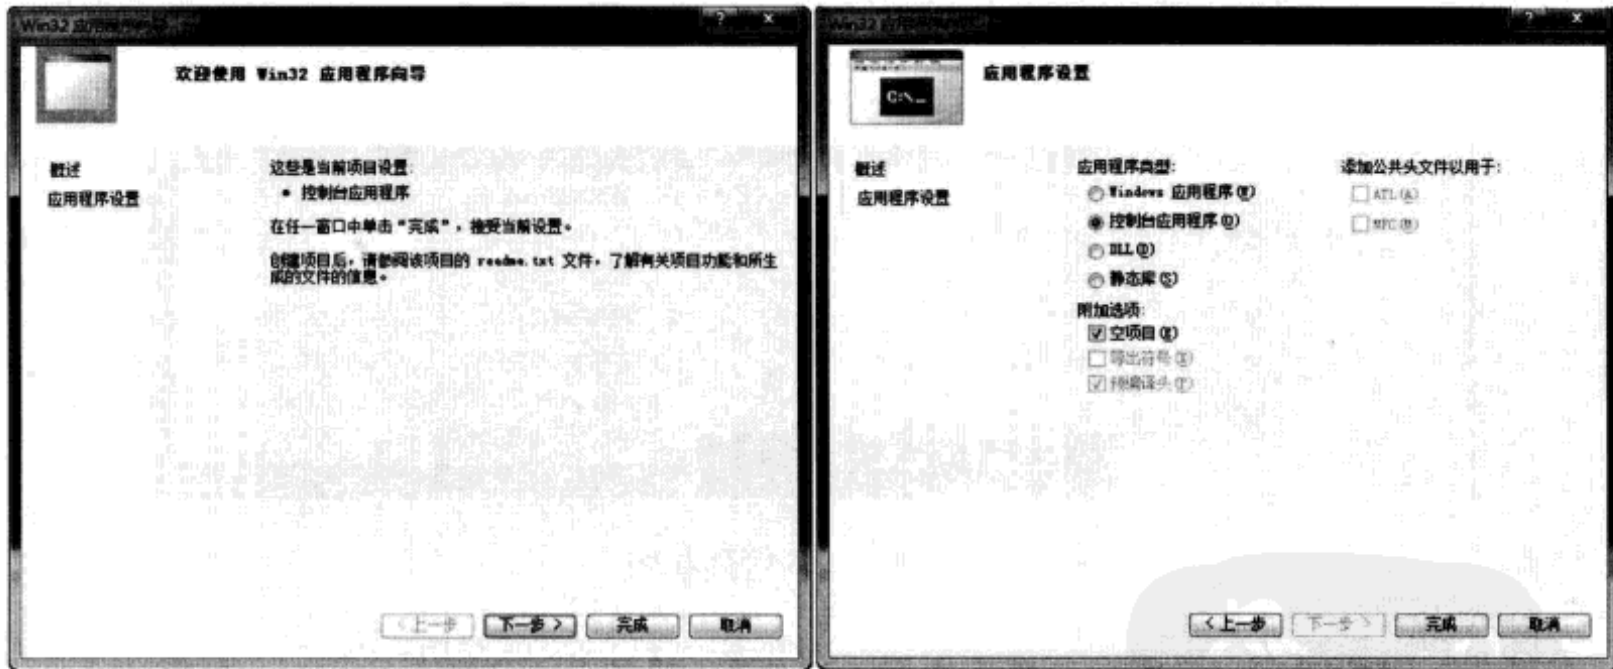 Win32
欢迎使用 Win32 应用程序向导
概述
应用程序设置
这些是当前项目设置:
• 控制台应用程序
在任一窗口中单击“完成”，接受当前设置。
创建项目后，请参阅该项目的 readme.txt 文件，了解有关项目功能和所生
成的文件的信息。
< 上一步
下一步 >
完成
取消
Win32
应用程序设置
C:\_
概述
应用程序设置
应用程序类型:
Windows 应用程序(W)
控制台应用程序(O)
DLL(D)
静态库(S)
附加选项:
空项目(E)
导出符号(X)
预编译头(P)
添加公共头文件以用于:
ATL(A)
MFC(M)
< 上一步
下一步 >
完成
取消